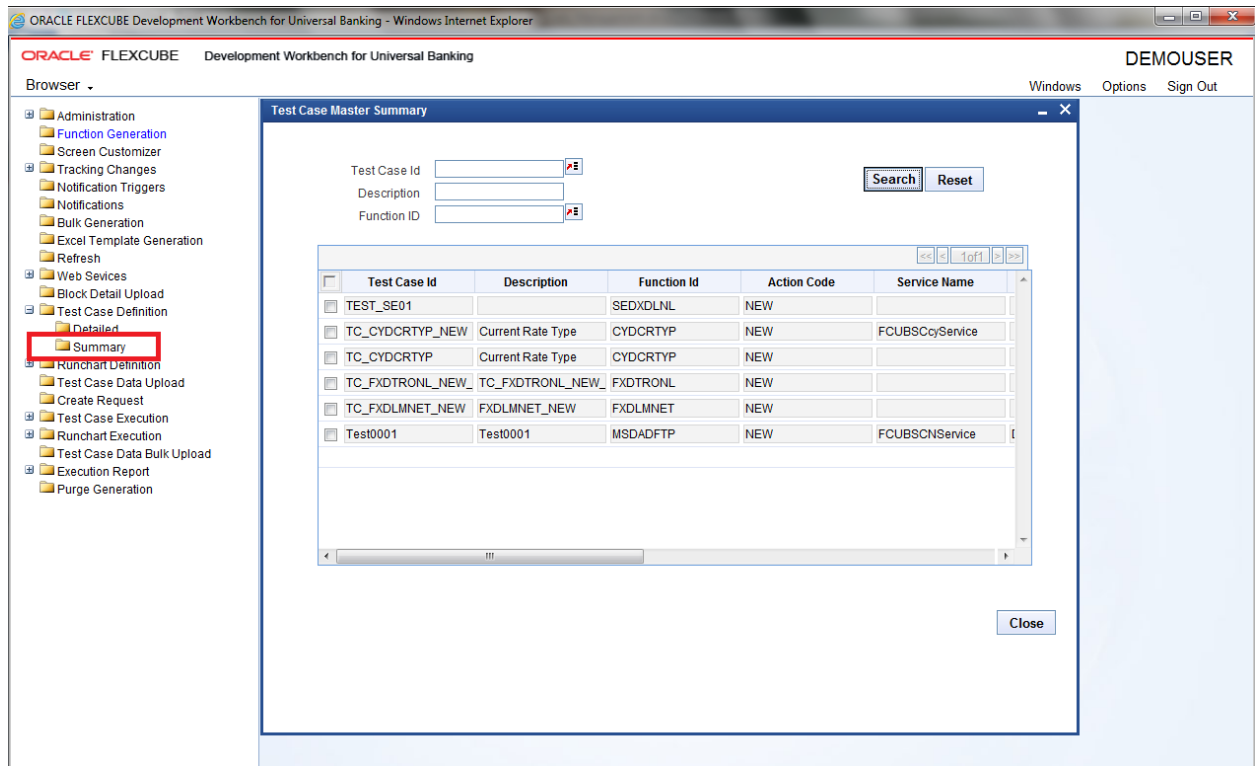 ORACLE FLEXCUBE Development Workbench for Universal Banking - Windows Internet Explorer
ORACLE' FLEXCUBE Development Workbench for Universal Banking
DEMOUSER
Browser
Windows Options Sign Out
Administration
Function Generation
Screen Customizer
Tracking Changes
Notification Triggers
Notifications
Bulk Generation
Excel Template Generation
Refresh
Web Sevices
Block Detail Upload
Test Case Definition
Detailed
Summary
Runchart Definition
Test Case Data Upload
Create Request
Test Case Execution
Runchart Execution
Test Case Data Bulk Upload
Execution Report
Purge Generation
Test Case Master Summary
Test Case Id
Description
Function ID
Search Reset
<< < 1of1 > >>
Test Case Id Description Function Id Action Code Service Name
TEST_SE01 SEDXDLNL NEW
TC_CYDCRTYP_NEW Current Rate Type CYDCRTYP NEW FCUBSCcyService
TC_CYDCRTYP Current Rate Type CYDCRTYP NEW
TC_FXDTRONL_NEW_ TC_FXDTRONL_NEW_ FXDTRONL NEW
TC_FXDLMNET_NEW FXDLMNET_NEW FXDLMNET NEW
Test0001 Test0001 MSDADFTP NEW FCUBSCNService
Close